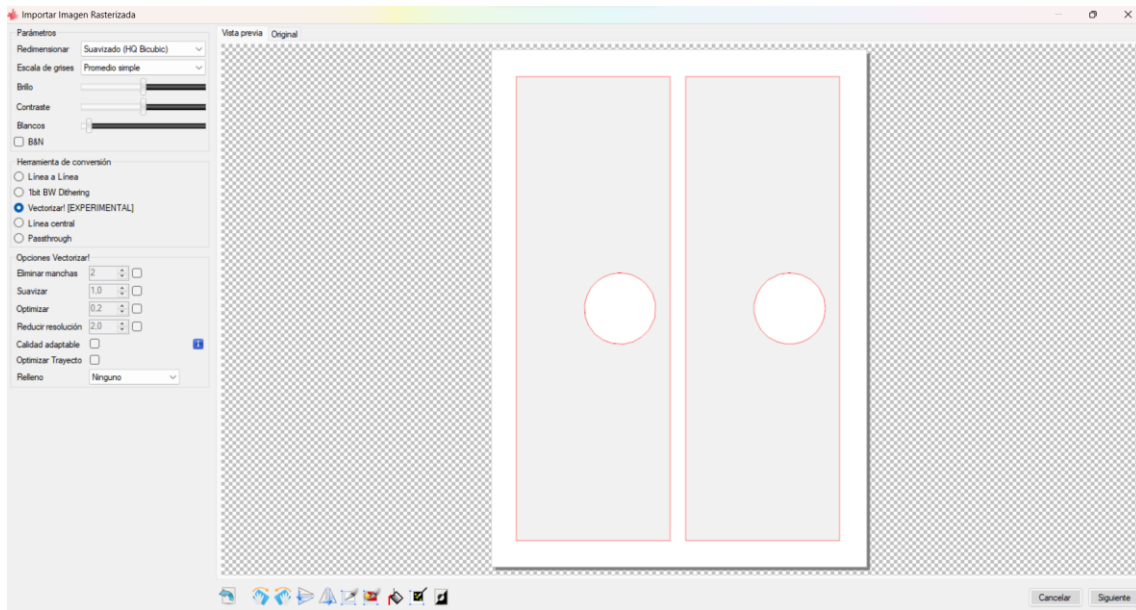 Importar Imagen Rasterizada
Parámetros
Redimensionar Suavizado (HQ Bicubic)
Escala de grises Promedio simple
Brillo
Contraste
Blancos
B&N
Herramienta de conversión
Línea a Línea
1bit BW Dithering
Vectorizar! [EXPERIMENTAL]
Línea central
Passthrough
Opciones Vectorizar!
Eliminar manchas 2
Suavizar 1,0
Optimizar 0,2
Reducir resolución 2,0
Calidad adaptable
Optimizar Trayecto
Relleno Ninguno
Vista previa Original
Cancelar Siguiente